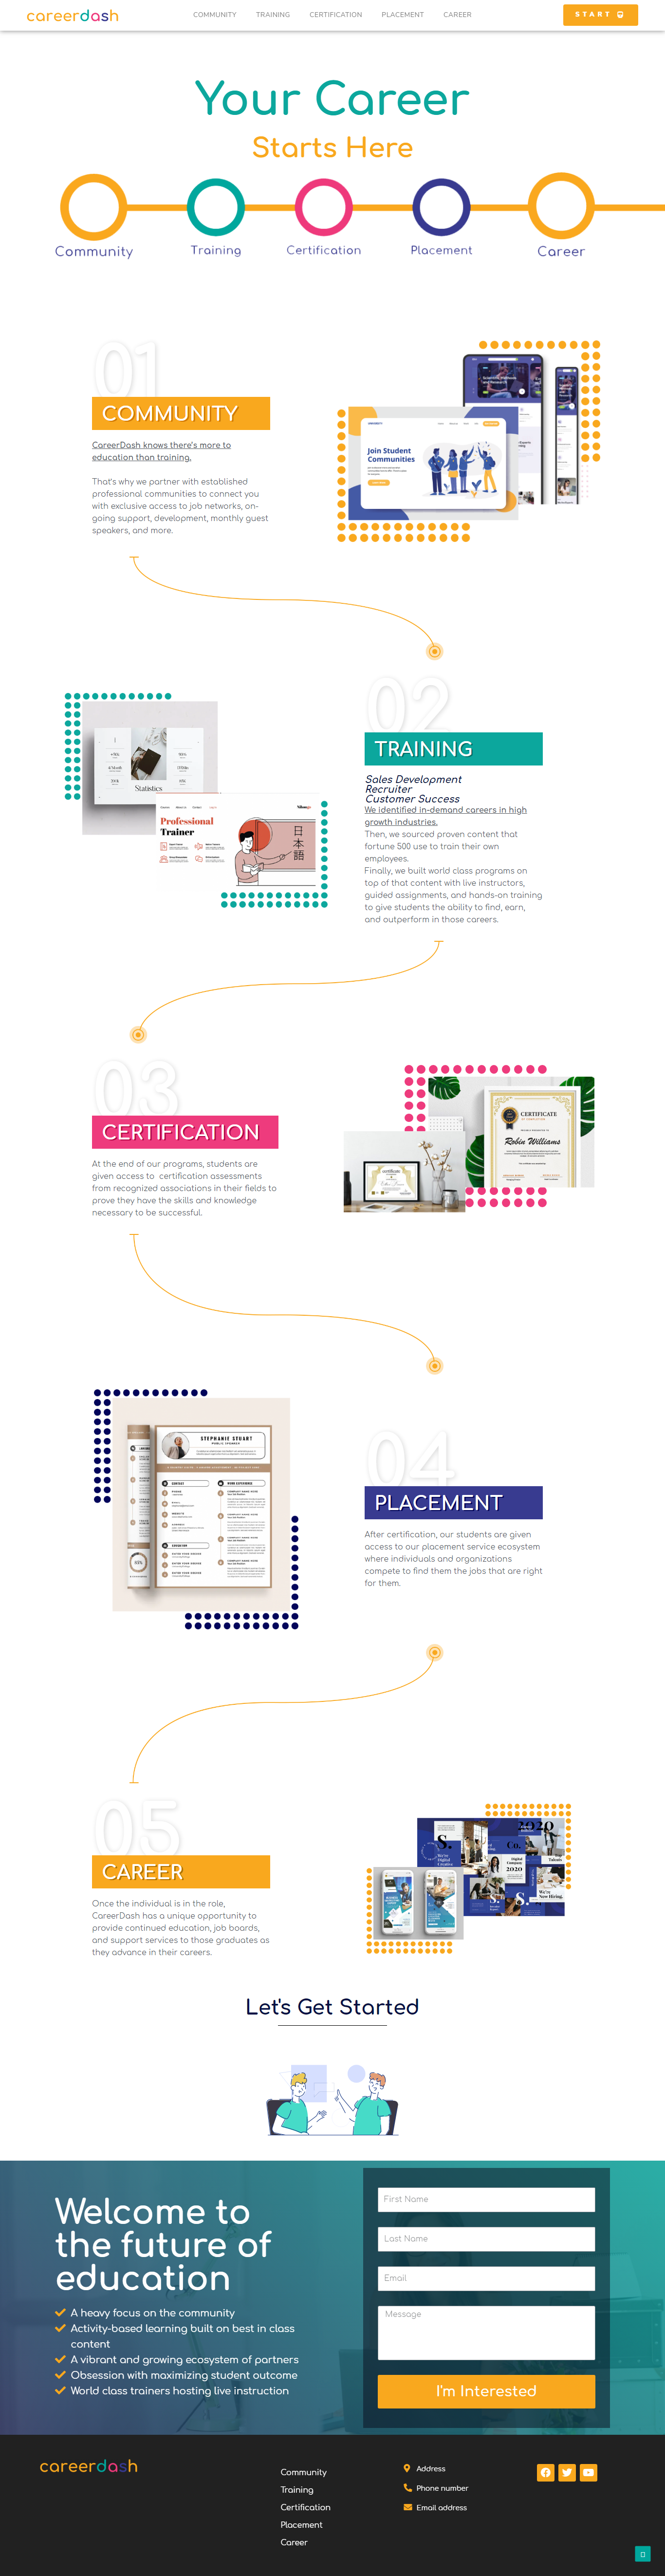 careerdash
COMMUNITY TRAINING CERTIFICATION PLACEMENT CAREER
START
Your Career
Starts Here
Community Training Certification Placement Career
01
COMMUNITY
CareerDash knows there's more to
education than training.
That's why we partner with established
professional communities to connect you
with exclusive access to job networks, on-
going support, development, monthly guest
speakers, and more.
Join Student
Communities
02
TRAINING
Sales Development
Recruiter
Customer Success
We identified in-demand careers in high
growth industries.
Then, we sourced proven content that
fortune 500 use to train their own
employees.
Finally, we built world class programs on
top of that content with live instructors,
guided assignments, and hands-on training
to give students the ability to find, earn,
and outperform in those careers.
Statistics
Professional
Trainer
日本語
03
CERTIFICATION
At the end of our programs, students are
given access to certification assessments
from recognized associations in their fields to
prove they have the skills and knowledge
necessary to be successful.
CERTIFICATE
Robin Williams
certificate
04
PLACEMENT
After certification, our students are given
access to our placement service ecosystem
where individuals and organizations
compete to find them the jobs that are right
for them.
STEPHANIE STUART
PUBLIC SPEAKER
05
CAREER
Once the individual is in the role,
CareerDash has a unique opportunity to
provide continued education, job boards,
and support services to those graduates as
they advance in their careers.
2020
S.
Co.
Digital
Company
2020
We're
Now Hiring.
Let's Get Started
Welcome to
the future of
education
A heavy focus on the community
Activity-based learning built on best in class
content
A vibrant and growing ecosystem of partners
Obsession with maximizing student outcome
World class trainers hosting live instruction
First Name
Last Name
Email
Message
I'm Interested
careerdash
Community
Training
Certification
Placement
Career
Address
Phone number
Email address